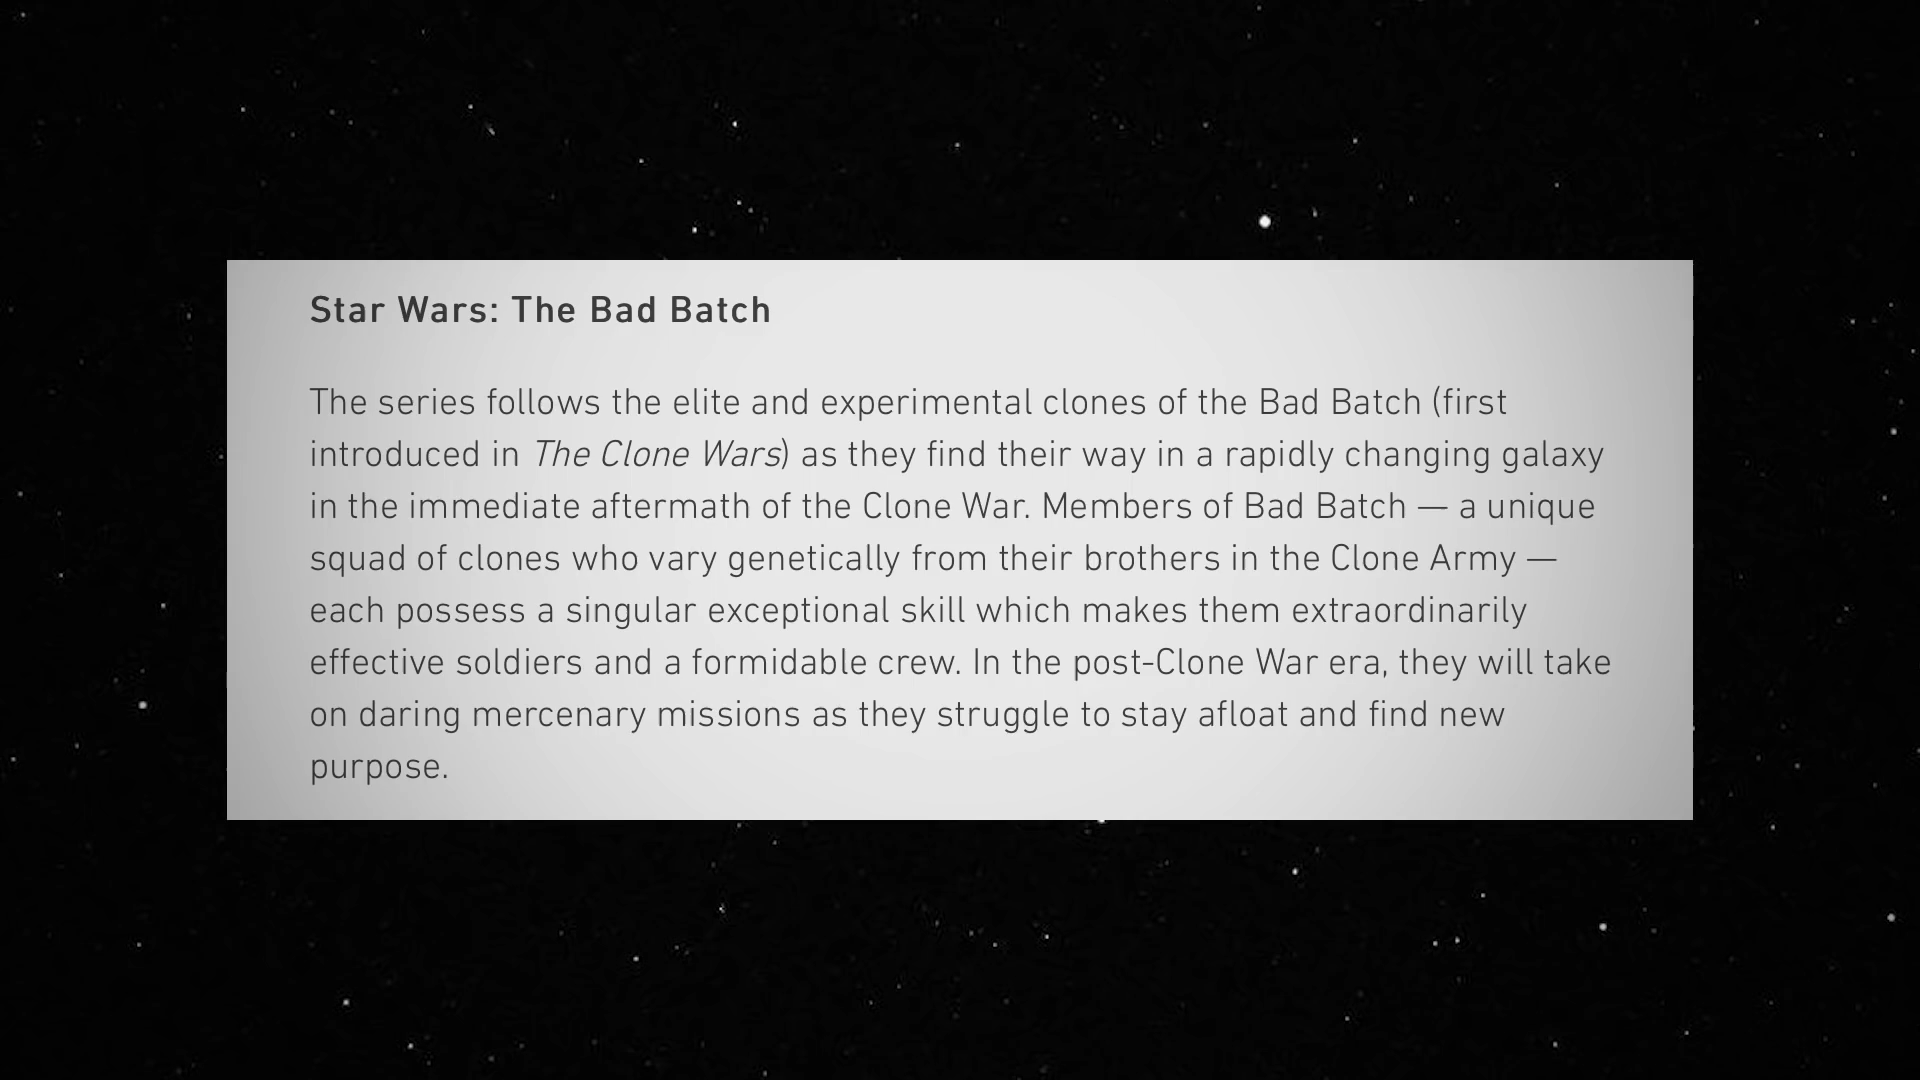 Star Wars: The Bad Batch
The series follows the elite and experimental clones of the Bad Batch (first
introduced in The Clone Wars) as they find their way in a rapidly changing galaxy
in the immediate aftermath of the Clone War. Members of Bad Batch — a unique
squad of clones who vary genetically from their brothers in the Clone Army —
each possess a singular exceptional skill which makes them extraordinarily
effective soldiers and a formidable crew. In the post-Clone War era, they will take
on daring mercenary missions as they struggle to stay afloat and find new
purpose.